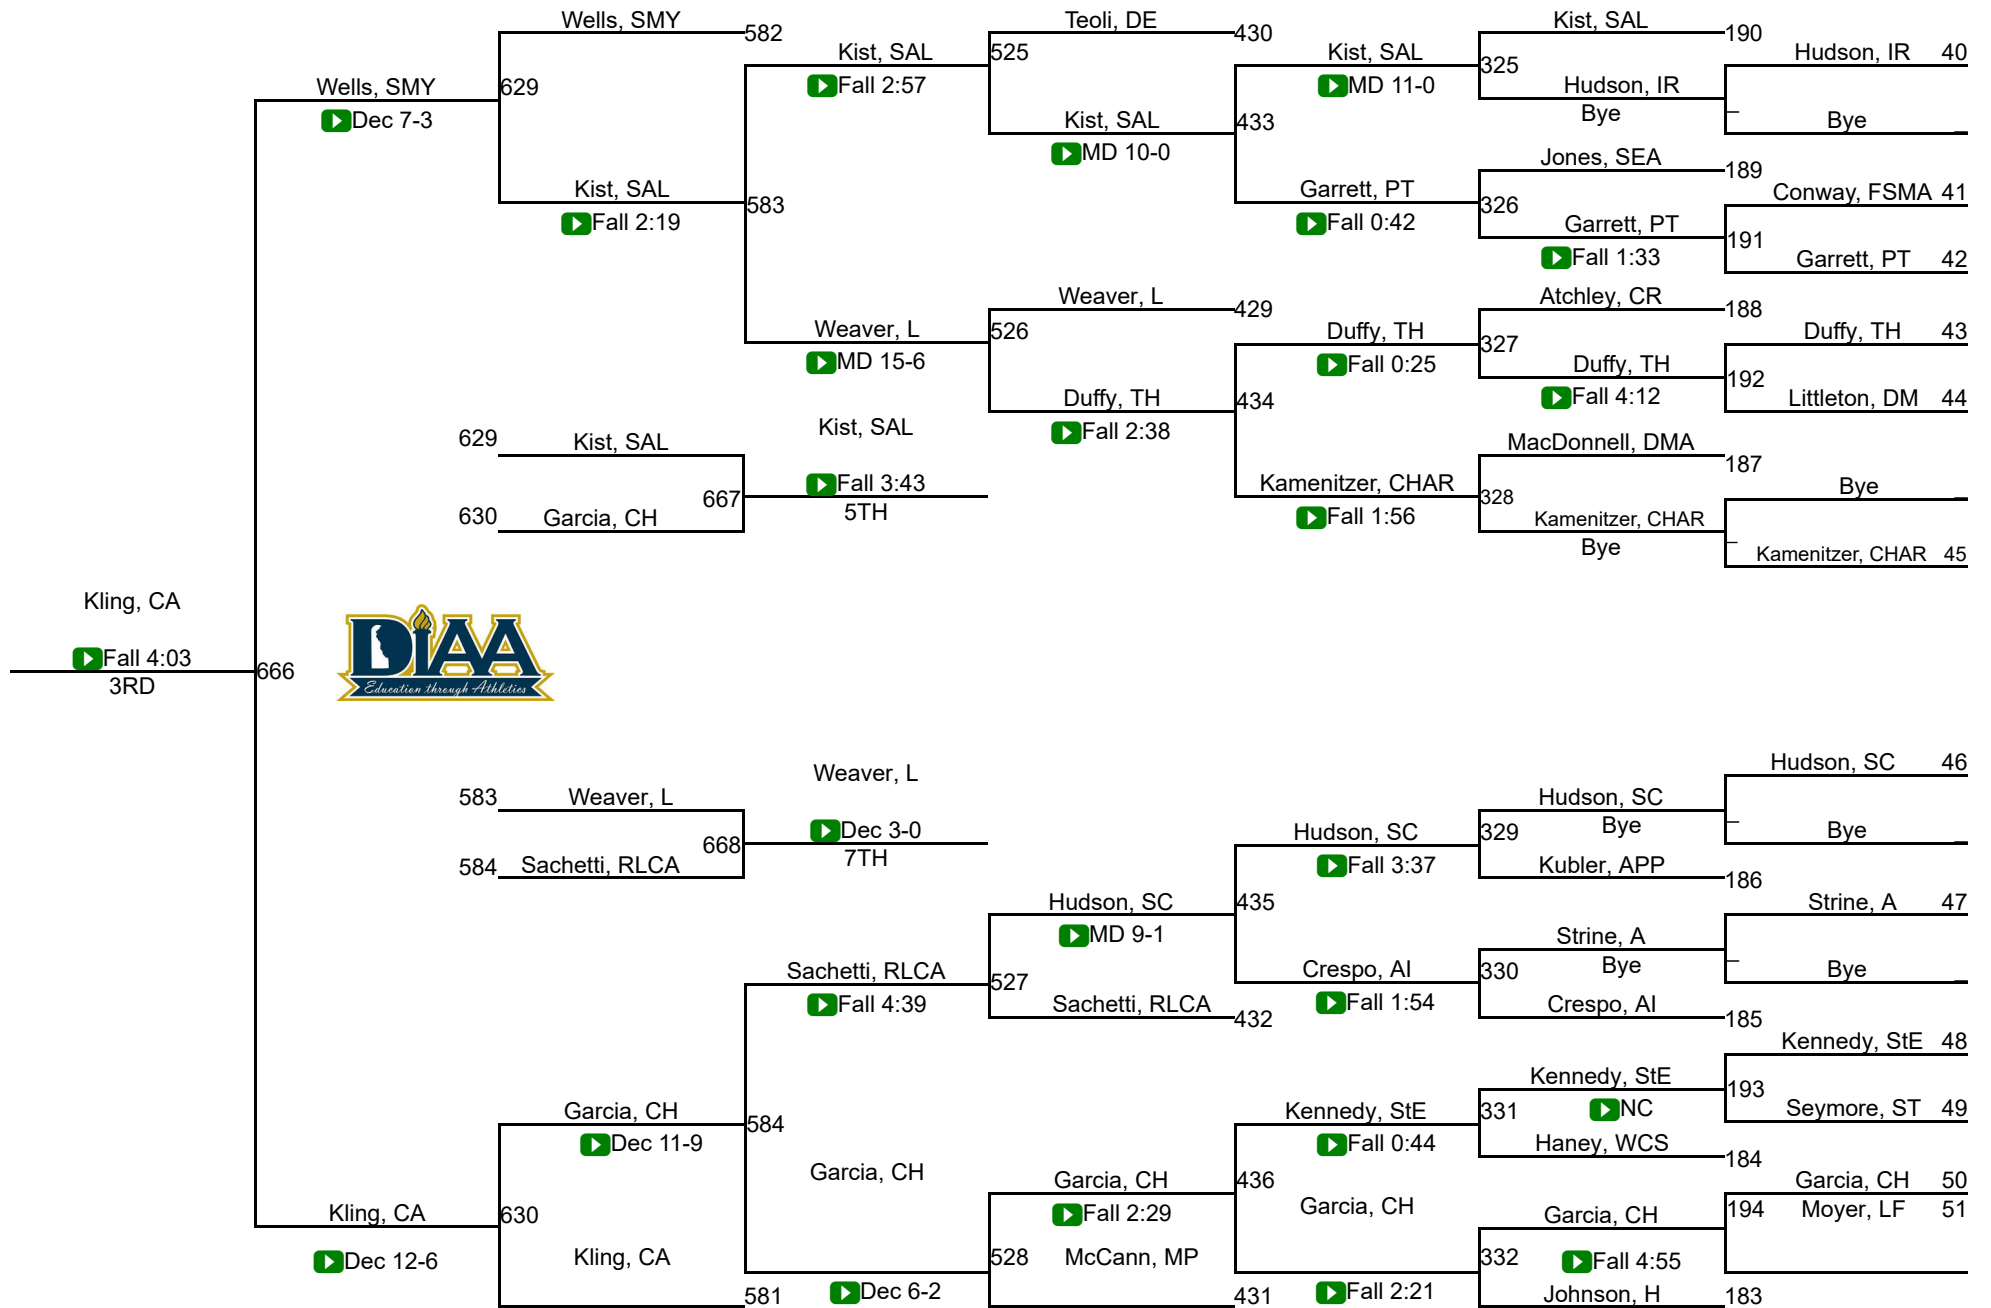 Wells, SMY
582
Teoli, DE
430
Kist, SAL
190
Kist, SAL
525
Kist, SAL
325
Hudson, IR 40
Wells, SMY
629
Fall 2:57
MD 11-0
Hudson, IR
Bye
Dec 7-3
Kist, SAL
433
Bye
MD 10-0
Jones, SEA
189
Kist, SAL
583
Garrett, PT
326
Conway, FSMA 41
Fall 2:19
Fall 0:42
Garrett, PT
191
Fall 1:33
Garrett, PT 42
Weaver, L
429
Atchley, CR
188
Weaver, L
526
Duffy, TH
327
Duffy, TH 43
MD 15-6
Fall 0:25
Duffy, TH
192
Duffy, TH
434
Fall 4:12
Littleton, DM 44
Kist, SAL
Fall 2:38
629
Kist, SAL
MacDonnell, DMA
187
667
Fall 3:43
5TH
Kamenitzer, CHAR
328
Bye
630
Garcia, CH
Fall 1:56
Kamenitzer, CHAR
Bye
Kamenitzer, CHAR 45
Kling, CA
Fall 4:03
3RD
666
DIAA
Education through Athletics
Weaver, L
Hudson, SC 46
583
Weaver, L
Hudson, SC
Bye
668
Dec 3-0
7TH
Hudson, SC
329
Bye
584
Sachetti, RLCA
Fall 3:37
Kubler, APP
186
Hudson, SC
435
Strine, A 47
MD 9-1
Strine, A
Bye
Sachetti, RLCA
527
Crespo, AI
330
Bye
Fall 4:39
Sachetti, RLCA
432
Fall 1:54
Crespo, AI
185
Kennedy, StE 48
Kennedy, StE
193
Garcia, CH
584
Kennedy, StE
331
NC
Seymore, ST 49
Dec 11-9
Fall 0:44
Haney, WCS
184
Garcia, CH
Garcia, CH
436
Garcia, CH 50
Kling, CA
630
Fall 2:29
Garcia, CH
Garcia, CH
194
Moyer, LF 51
Dec 12-6
Kling, CA
528
McCann, MP
332
Fall 4:55
581
Dec 6-2
431
Fall 2:21
Johnson, H
183